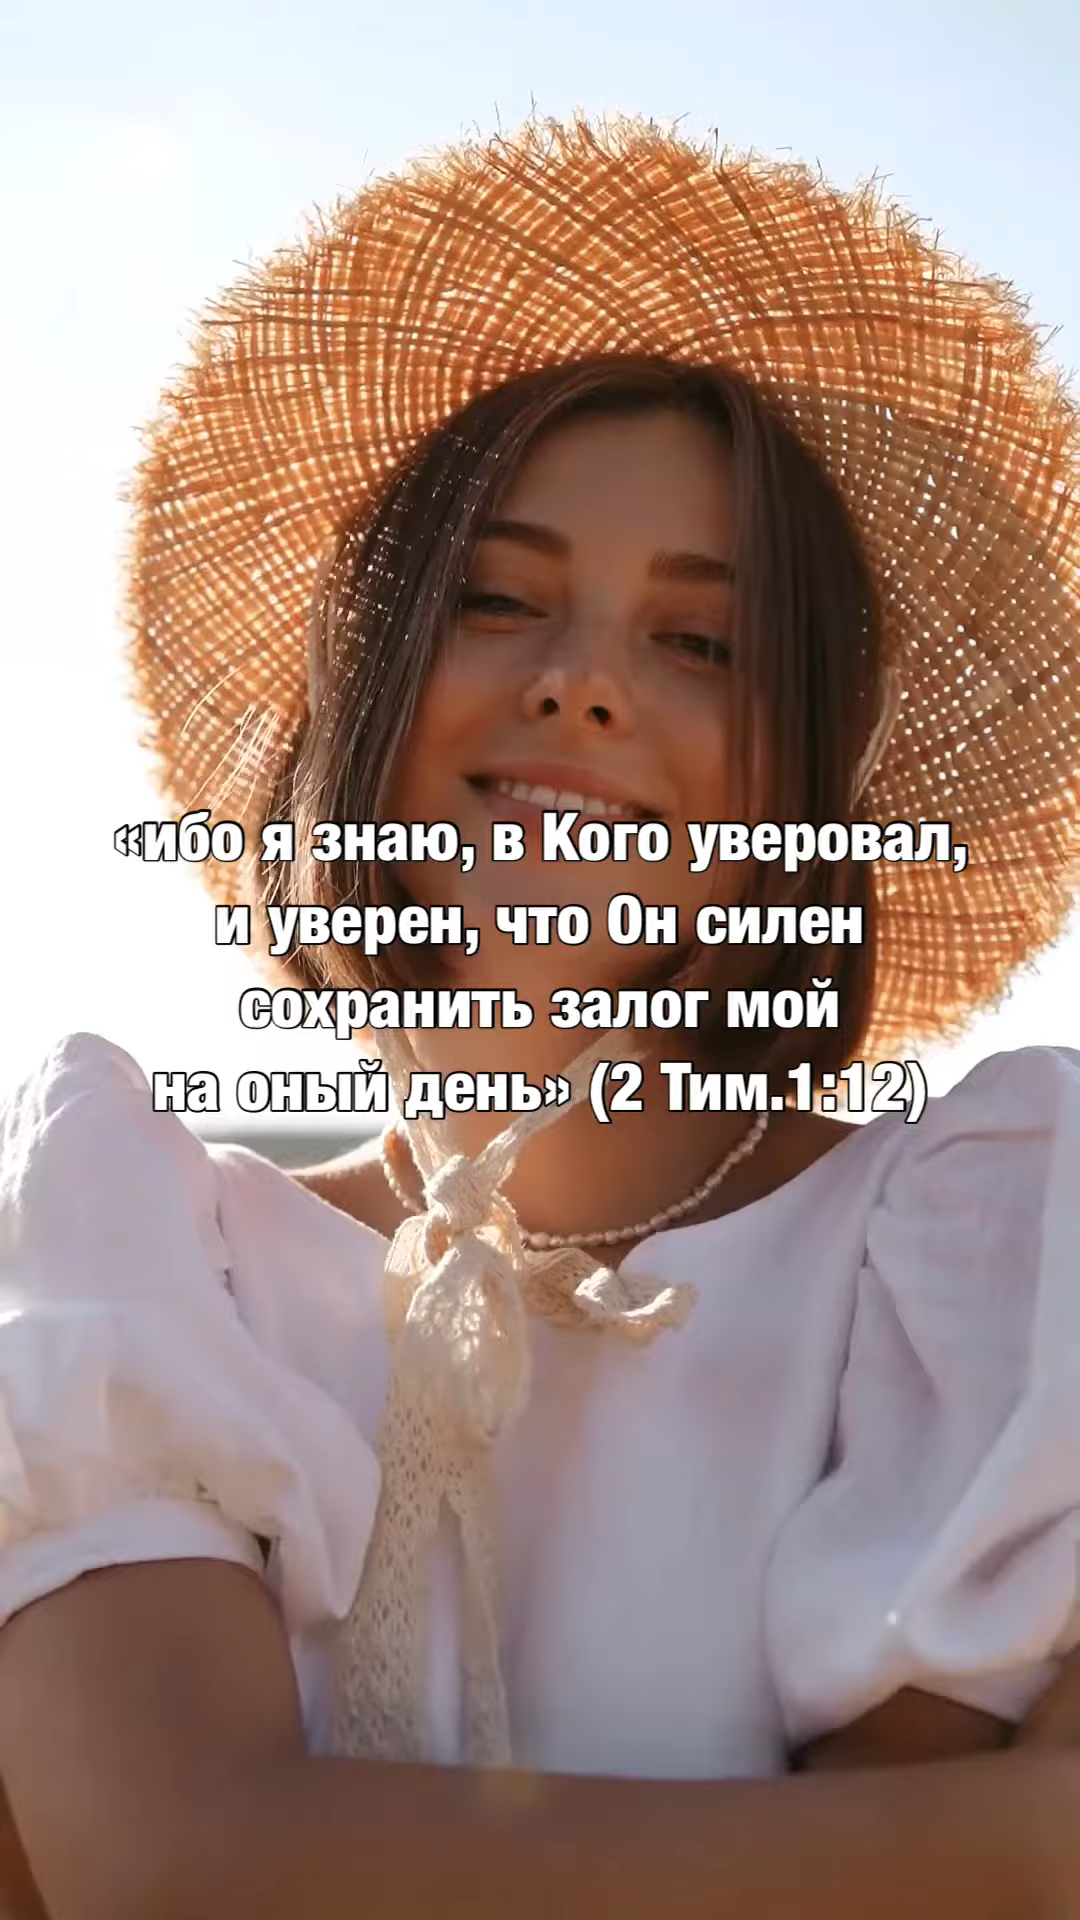 «ибо я знаю, в Кого уверовал,
и уверен, что Он силен
сохранить залог мой
на оный день» (2 Тим.1:12)